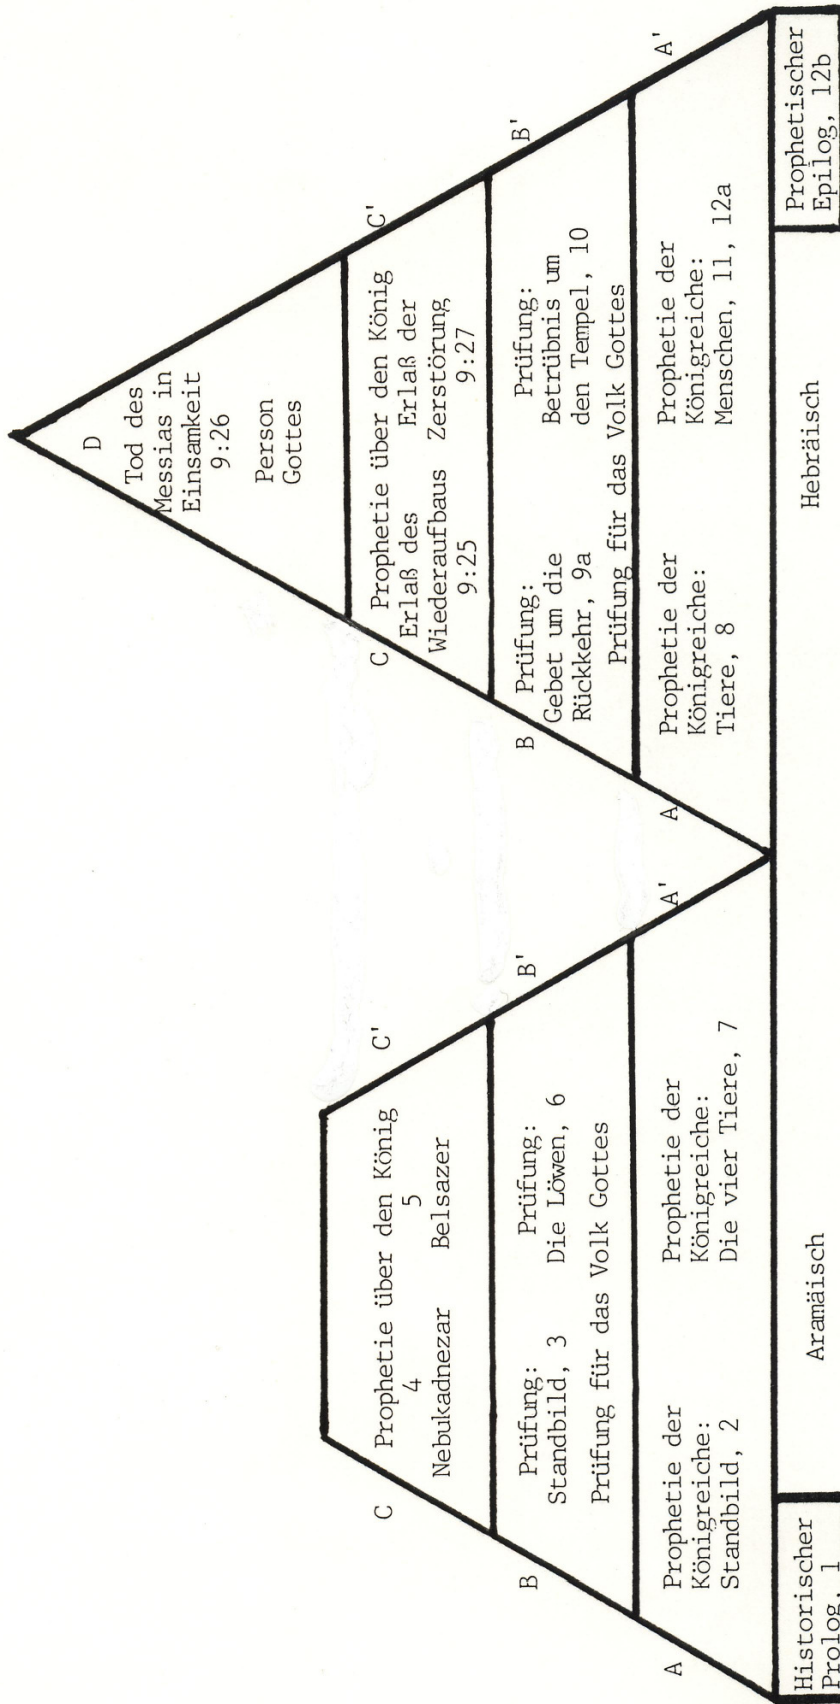 D
Tod des
Messias in
Einsamkeit
9:26
Person
Gottes
C
C'
Prophetie über den König
Erlaß des Erlaß der
Wiederaufbaus Zerstörung
9:25 9:27
B
B'
Prüfung:
Gebet um die
Rückkehr, 9a
Prüfung:
Betrübnis um
den Tempel, 10
Prüfung für das Volk Gottes
A
A'
Prophetie der
Königreiche:
Tiere, 8
Prophetie der
Königreiche:
Menschen, 11, 12a
C
C'
Prophetie über den König
4 5
Nebukadnezar Belsazer
B
B'
Prüfung:
Standbild, 3
Prüfung:
Die Löwen, 6
Prüfung für das Volk Gottes
A
A'
Prophetie der
Königreiche:
Standbild, 2
Prophetie der
Königreiche:
Die vier Tiere, 7
Historischer
Prolog, 1
Aramäisch
Hebräisch
Prophetischer
Epilog, 12b